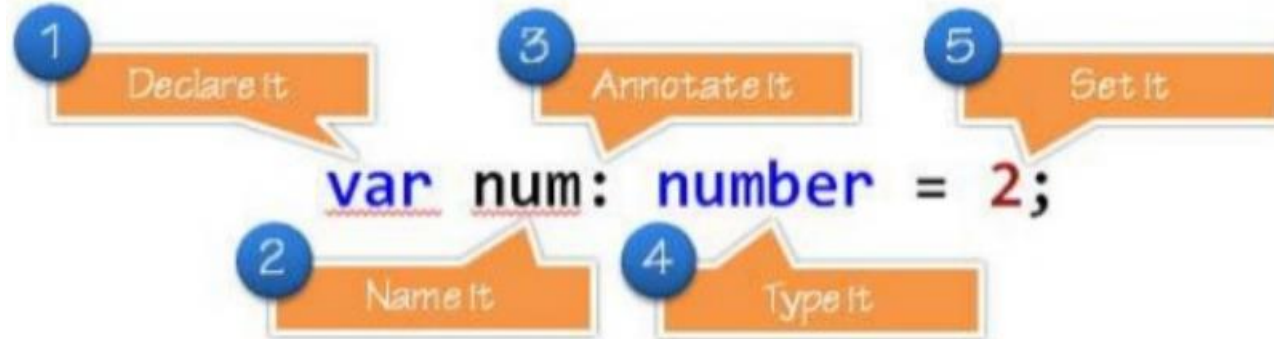 1 Declare It
3 Annotate It
5 Set It
var num: number = 2;
2 Name It
4 Type It